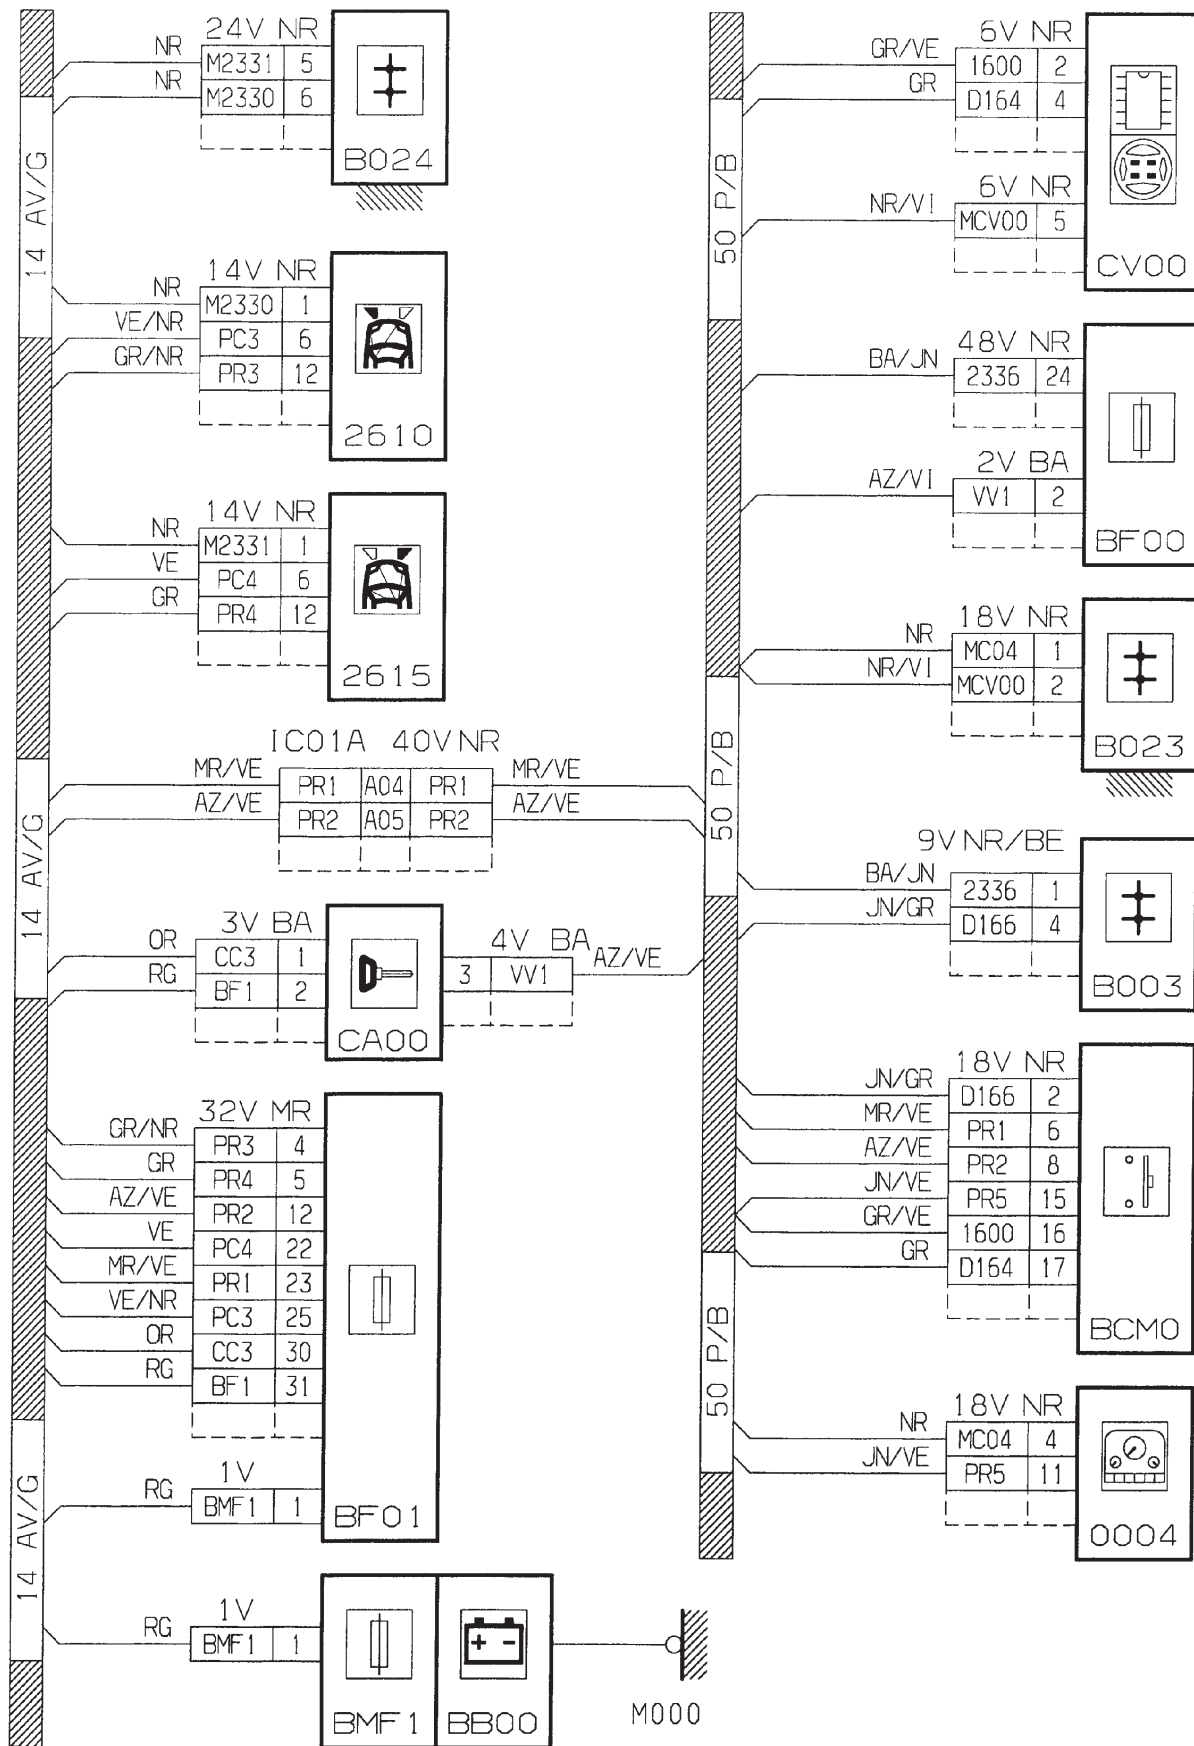 24V NR
NR M2331 5
NR M2330 6
B024
14 AV/G
14V NR
NR M2330 1
VE/NR PC3 6
GR/NR PR3 12
2610
14V NR
NR M2331 1
VE PC4 6
GR PR4 12
2615
IC01A 40V NR
MR/VE PR1 A04 PR1 MR/VE
AZ/VE PR2 A05 PR2 AZ/VE
14 AV/G
3V BA
OR CC3 1
RG BF1 2
CA00
4V BA
3 VV1 AZ/VE
32V MR
GR/NR PR3 4
GR PR4 5
AZ/VE PR2 12
VE PC4 22
MR/VE PR1 23
VE/NR PC3 25
OR CC3 30
RG BF1 31
1V
RG BMF1 1
BF01
14 AV/G
1V
RG BMF1 1
BMF1
+ -
BB00
M000
6V NR
GR/VE 1600 2
GR D164 4
50 P/B
6V NR
NR/VI MCV00 5
CV00
48V NR
BA/JN 2336 24
2V BA
AZ/VI VV1 2
BF00
18V NR
NR MC04 1
NR/VI MCV00 2
B023
50 P/B
9V NR/BE
BA/JN 2336 1
JN/GR D166 4
B003
18V NR
JN/GR D166 2
MR/VE PR1 6
AZ/VE PR2 8
JN/VE PR5 15
GR/VE 1600 16
GR D164 17
BCM0
50 P/B
18V NR
NR MC04 4
JN/VE PR5 11
0004